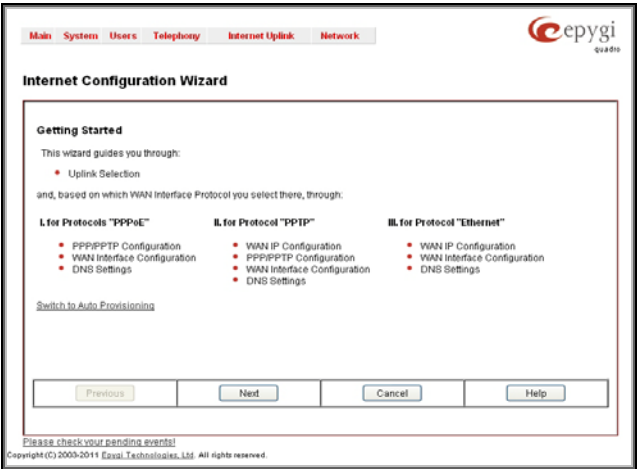 Main System Users Telephony Internet Uplink Network
epygi
quadro
Internet Configuration Wizard
Getting Started
This wizard guides you through:
Uplink Selection
and, based on which WAN Interface Protocol you select there, through:
I. for Protocols "PPPoE"
PPP/PPTP Configuration
WAN Interface Configuration
DNS Settings
II. for Protocol "PPTP"
WAN IP Configuration
PPP/PPTP Configuration
WAN Interface Configuration
DNS Settings
III. for Protocol "Ethernet"
WAN IP Configuration
WAN Interface Configuration
DNS Settings
Switch to Auto Provisioning
Previous Next Cancel Help
Please check your pending events!
Copyright (C) 2003-2011 Epygi Technologies, Ltd. All rights reserved.